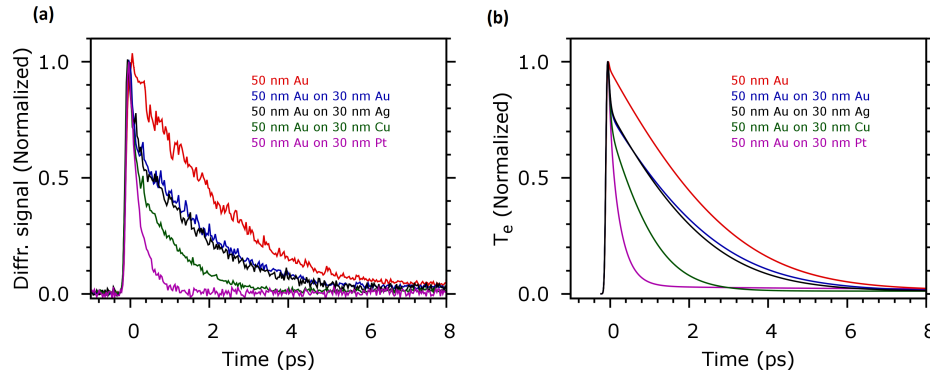 (a)
Diffr. signal (Normalized)
1.0
0.5
0.0
50 nm Au
50 nm Au on 30 nm Au
50 nm Au on 30 nm Ag
50 nm Au on 30 nm Cu
50 nm Au on 30 nm Pt
0 2 4 6 8
Time (ps)
(b)
Te (Normalized)
1.0
0.5
0.0
50 nm Au
50 nm Au on 30 nm Au
50 nm Au on 30 nm Ag
50 nm Au on 30 nm Cu
50 nm Au on 30 nm Pt
0 2 4 6 8
Time (ps)